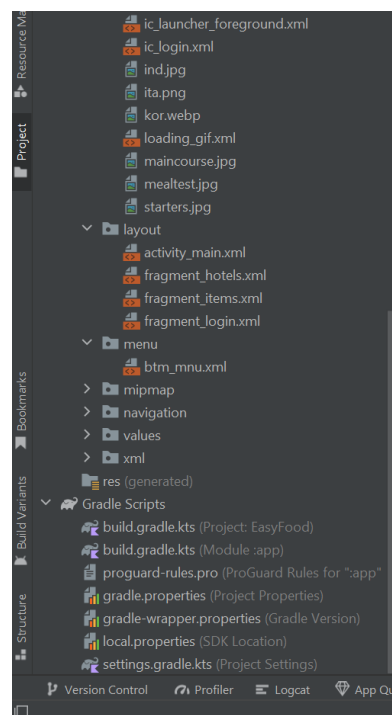 Resource Ma
Project
Bookmarks
Build Variants
Structure
ic_launcher_foreground.xml
ic_login.xml
ind.jpg
ita.png
kor.webp
loading_gif.xml
maincourse.jpg
mealtest.jpg
starters.jpg
layout
activity_main.xml
fragment_hotels.xml
fragment_items.xml
fragment_login.xml
menu
btm_mnu.xml
mipmap
navigation
values
xml
res (generated)
Gradle Scripts
build.gradle.kts (Project: EasyFood)
build.gradle.kts (Module :app)
proguard-rules.pro (ProGuard Rules for ":app"
gradle.properties (Project Properties)
gradle-wrapper.properties (Gradle Version)
local.properties (SDK Location)
settings.gradle.kts (Project Settings)
Version Control Profiler Logcat App Qu